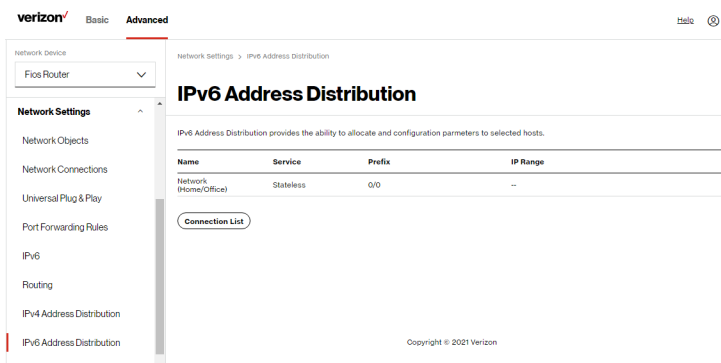 verizon✓ Basic Advanced Help
Network Device
Fios Router
Network Settings
Network Objects
Network Connections
Universal Plug & Play
Port Forwarding Rules
IPv6
Routing
IPv4 Address Distribution
IPv6 Address Distribution
Network Settings > IPv6 Address Distribution
IPv6 Address Distribution
IPv6 Address Distribution provides the ability to allocate and configuration parmeters to selected hosts.
Name Service Prefix IP Range
Network
(Home/Office) Stateless 0/0 --
Connection List
Copyright © 2021 Verizon